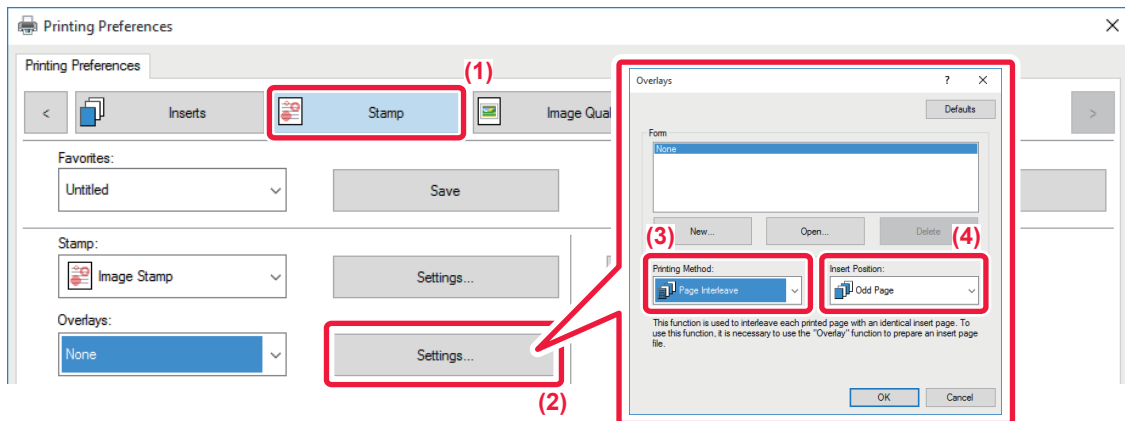 Printing Preferences
Printing Preferences
(1)
<
Inserts
Stamp
Image Qual
>
Favorites:
Untitled
Save
Stamp:
Image Stamp
Settings...
Overlays:
None
Settings...
(2)
Overlays
?
Defaults
Form
None
New...
Open...
Delete
(3)
(4)
Printing Method:
Insert Position:
Page Interleave
Odd Page
This function is used to interleave each printed page with an identical insert page. To
use this function, it is necessary to use the "Overlay" function to prepare an insert page
file.
OK
Cancel